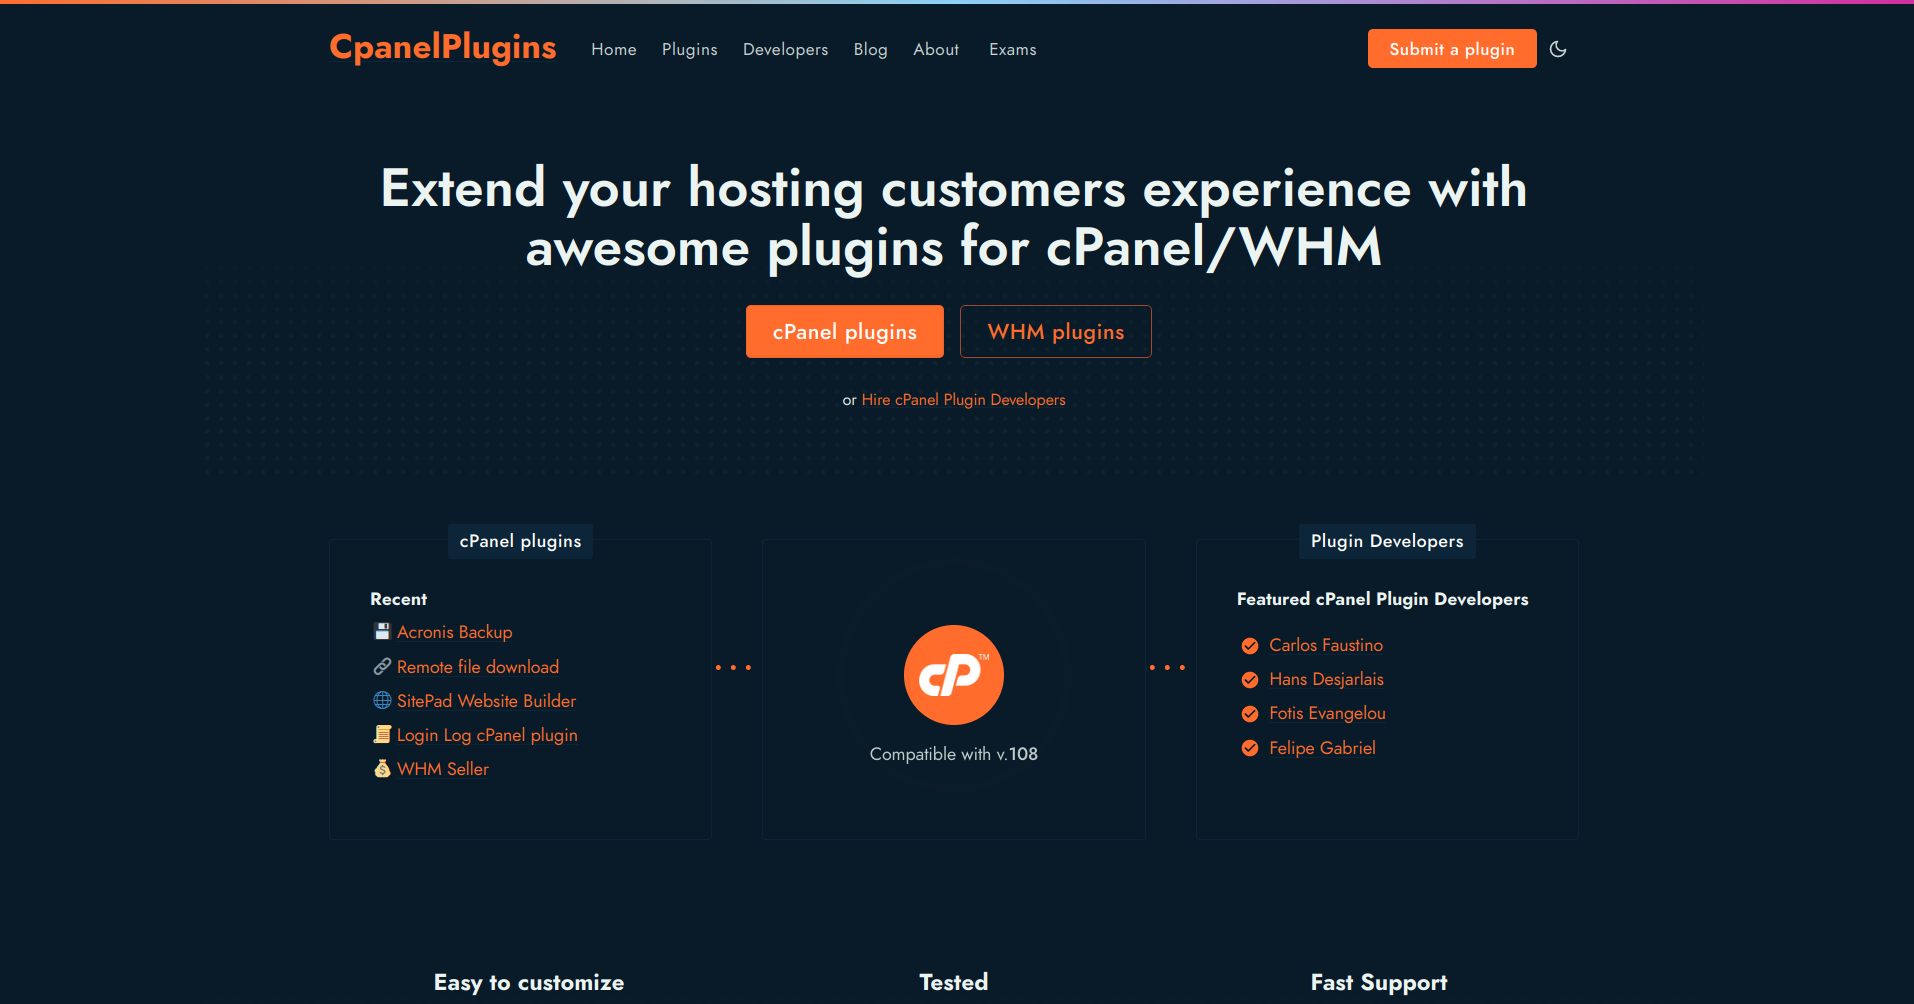 CpanelPlugins
Home Plugins Developers Blog About Exams
Submit a plugin
Extend your hosting customers experience with
awesome plugins for cPanel/WHM
cPanel plugins
WHM plugins
or Hire cPanel Plugin Developers
cPanel plugins
Recent
Acronis Backup
Remote file download
SitePad Website Builder
Login Log cPanel plugin
WHM Seller
cP™
Compatible with v.108
Plugin Developers
Featured cPanel Plugin Developers
Carlos Faustino
Hans Desjarlais
Fotis Evangelou
Felipe Gabriel
Easy to customize
Tested
Fast Support